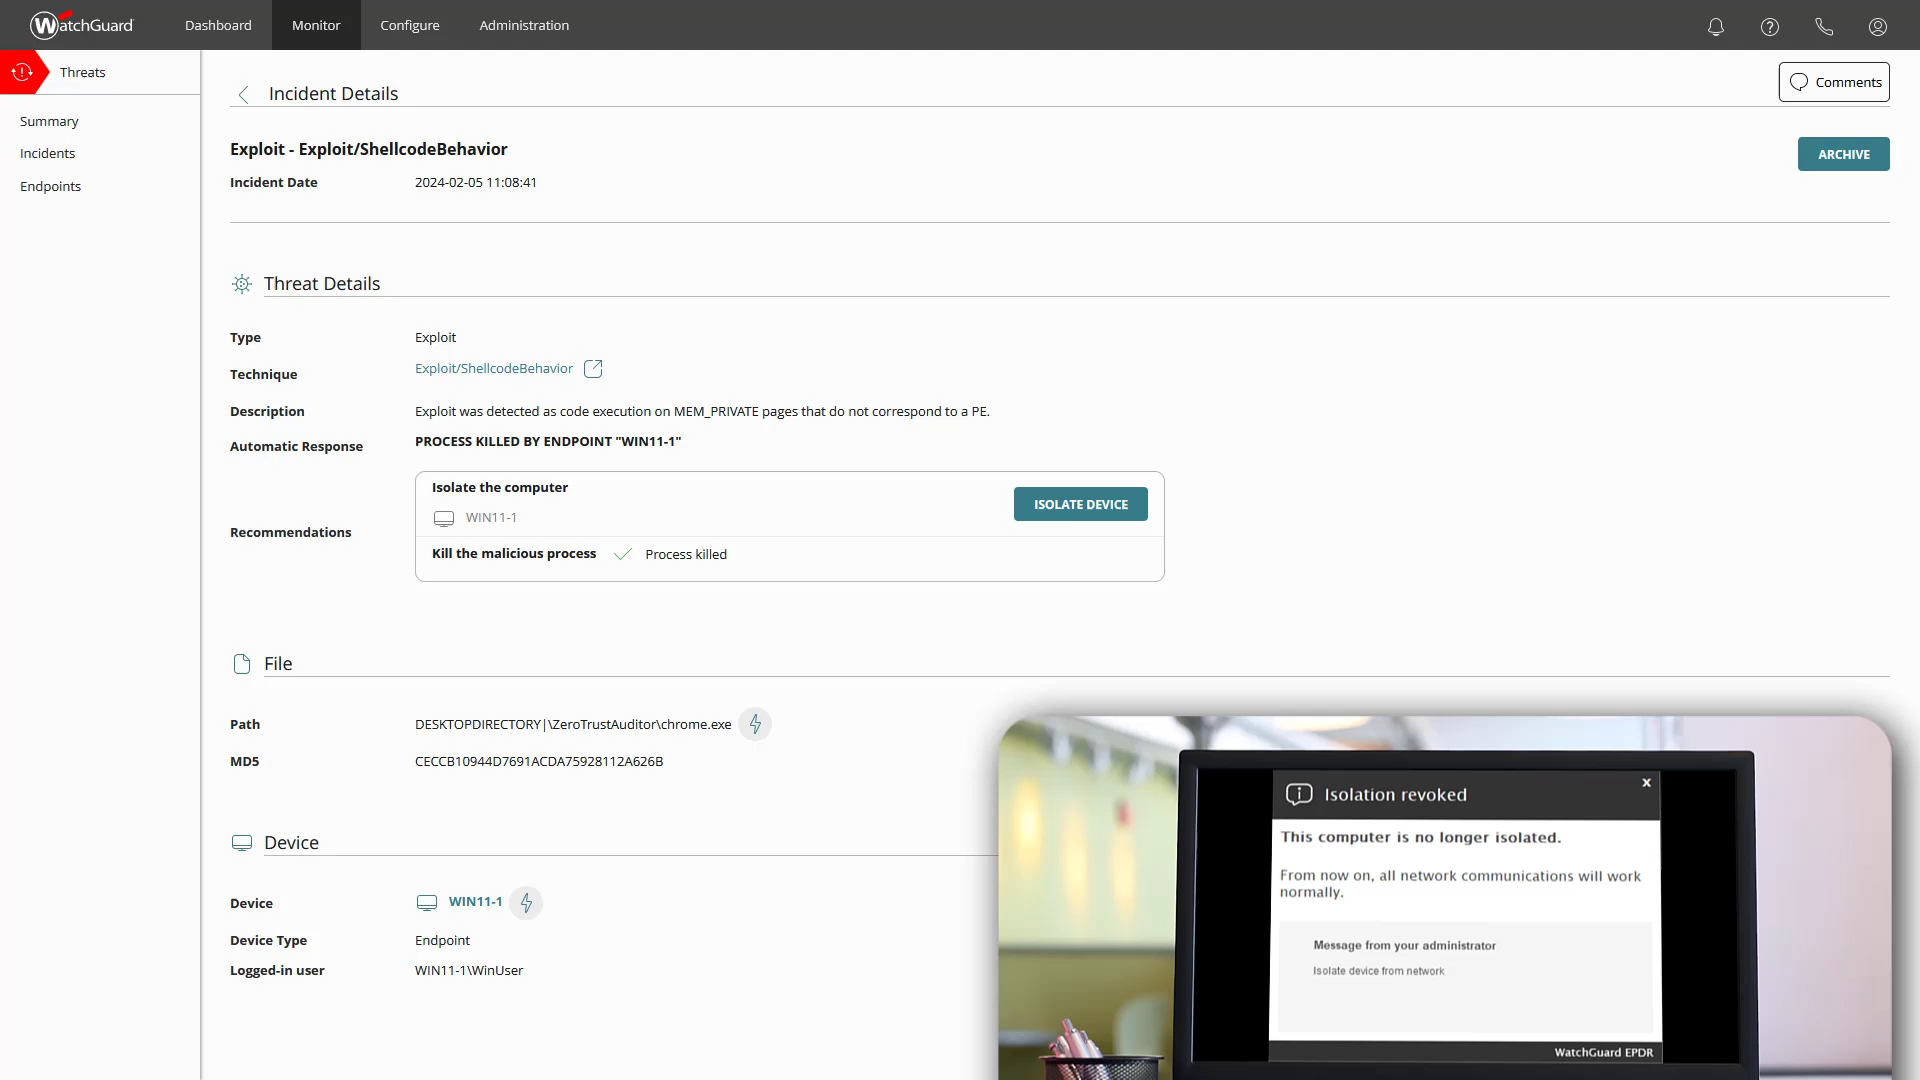 WatchGuard
Dashboard
Monitor
Configure
Administration
Threats
Summary
Incidents
Endpoints
Incident Details
Comments
Exploit - Exploit/ShellcodeBehavior
ARCHIVE
Incident Date 2024-02-05 11:08:41
Threat Details
Type Exploit
Technique Exploit/ShellcodeBehavior
Description Exploit was detected as code execution on MEM_PRIVATE pages that do not correspond to a PE.
Automatic Response PROCESS KILLED BY ENDPOINT "WIN11-1"
Recommendations
Isolate the computer
WIN11-1
ISOLATE DEVICE
Kill the malicious process Process killed
File
Path DESKTOPDIRECTORY|\ZeroTrustAuditor\chrome.exe
MD5 CECCB10944D7691ACDA75928112A626B
Device
Device WIN11-1
Device Type Endpoint
Logged-in user WIN11-1\WinUser
Isolation revoked
x
This computer is no longer isolated.
From now on, all network communications will work
normally.
Message from your administrator
Isolate device from network
WatchGuard EPDR